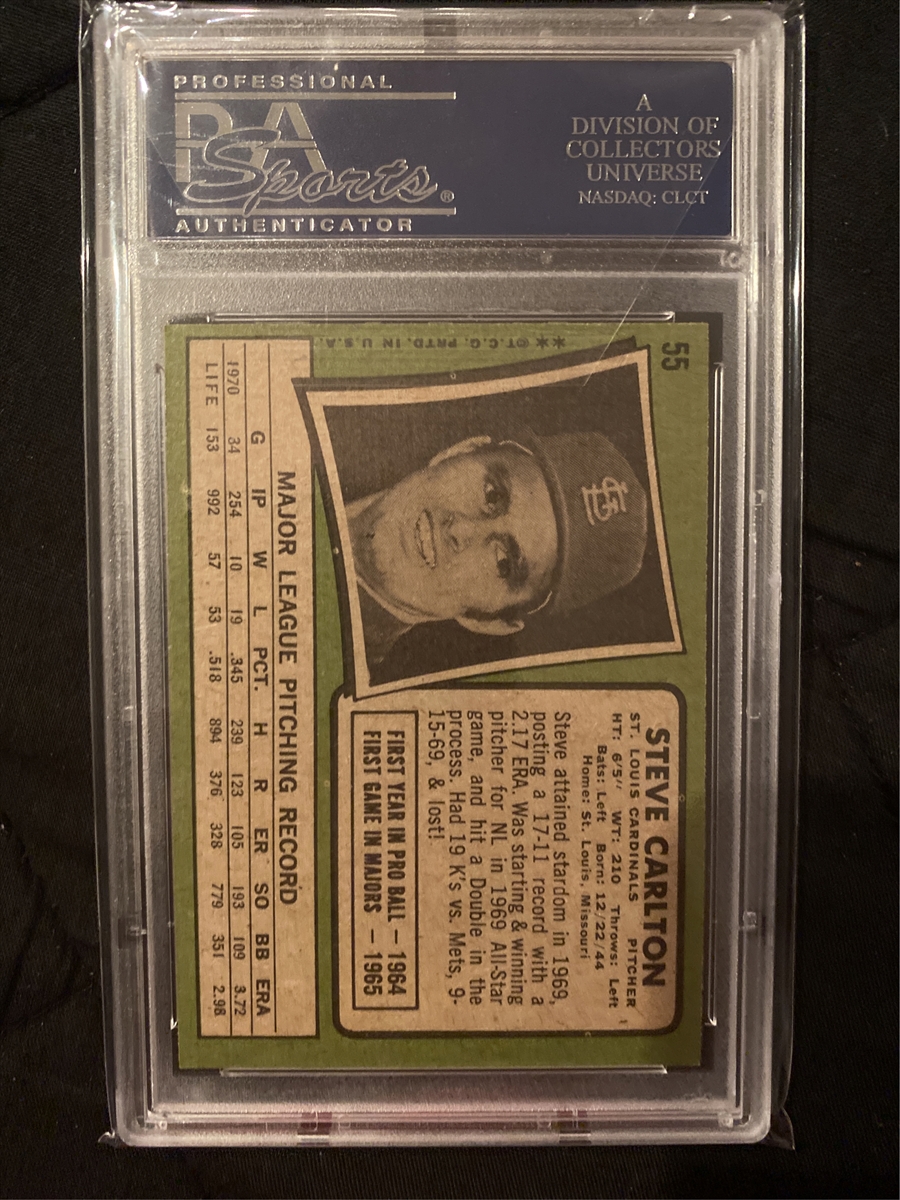 PROFESSIONAL
PSA
Sports®
AUTHENTICATOR
A
DIVISION OF
COLLECTORS
UNIVERSE
NASDAQ: CLCT
55
**©T.C.G. PRTD. IN U.S.A.
STEVE CARLTON
ST. LOUIS CARDINALS PITCHER
HT: 6'5" WT: 210 Throws: Left
Bats: Left Born: 12/22/44
Home: St. Louis, Missouri
Steve attained stardom in 1969,
posting a 17-11 record with a
2.17 ERA. Was starting & winning
pitcher for NL in 1969 All-Star
game, and hit a Double in the
process. Had 19 K's vs. Mets, 9-
15-69, & lost!
FIRST YEAR IN PRO BALL — 1964
FIRST GAME IN MAJORS — 1965
MAJOR LEAGUE PITCHING RECORD
G IP W L PCT. H R ER SO BB ERA
1970 34 254 10 19 .345 239 123 105 193 109 3.72
LIFE 153 992 57 53 .518 894 376 328 779 351 2.98